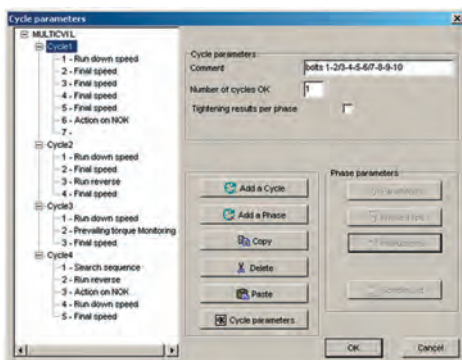 Cycle parameters
MULTICVIL
Cycle1
1 - Run down speed
2 - Final speed
3 - Final speed
4 - Final speed
5 - Final speed
6 - Action on NOK
7 -
Cycle2
1 - Run down speed
2 - Final speed
3 - Run reverse
4 - Final speed
Cycle3
1 - Run down speed
2 - Prevailing torque Monitoring
3 - Final speed
Cycle4
1 - Search sequence
2 - Run reverse
3 - Action on NOK
4 - Run down speed
5 - Final speed
Cycle parameters
Comment bolts 1-2/3-4-5-6/7-8-9-10
Number of cycles OK 1
Tightening results per phase
Add a Cycle
Add a Phase
Copy
Delete
Paste
Cycle parameters
Phase parameters
OK
Cancel